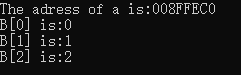 The adress of a is:008FFEC0
B[0] is:0
B[1] is:1
B[2] is:2